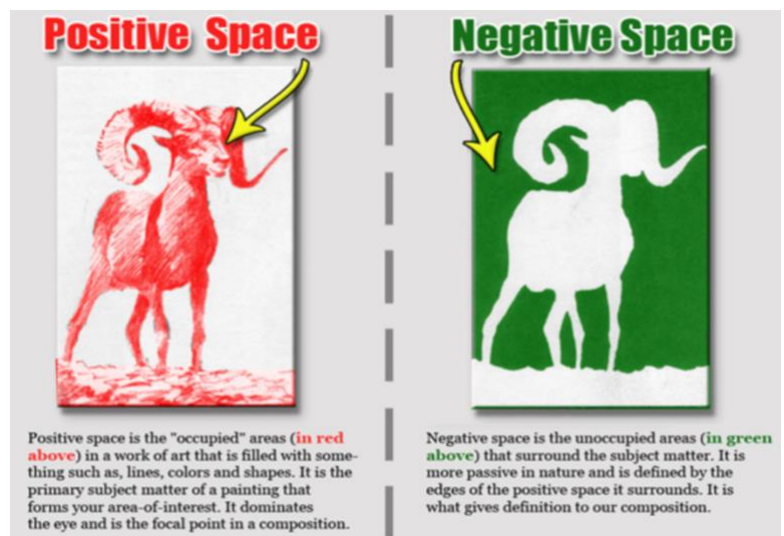 Positive Space
Negative Space
Positive space is the "occupied" areas (in red
above) in a work of art that is filled with some-
thing such as, lines, colors and shapes. It is the
primary subject matter of a painting that
forms your area-of-interest. It dominates
the eye and is the focal point in a composition.
Negative space is the unoccupied areas (in green
above) that surround the subject matter. It is
more passive in nature and is defined by the
edges of the positive space it surrounds. It is
what gives definition to our composition.